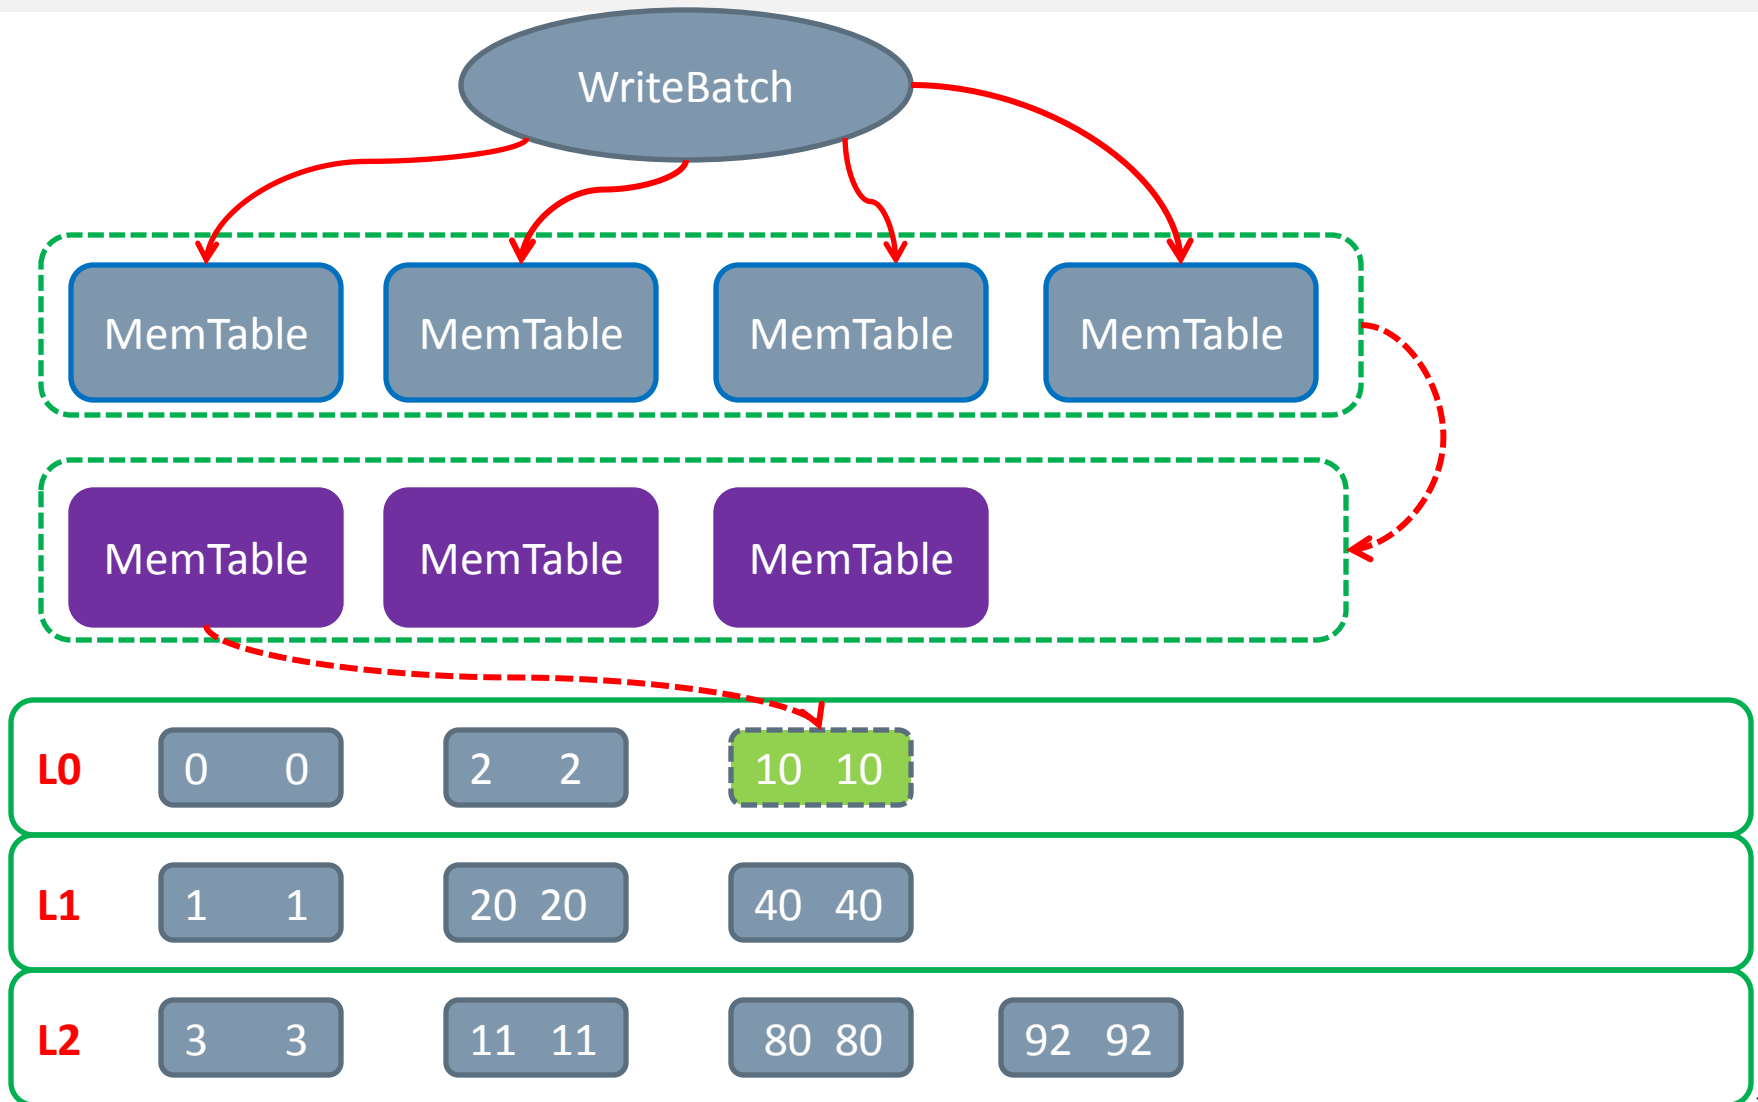 WriteBatch
MemTable MemTable MemTable MemTable
MemTable MemTable MemTable
L0 0 0 2 2 10 10
L1 1 1 20 20 40 40
L2 3 3 11 11 80 80 92 92